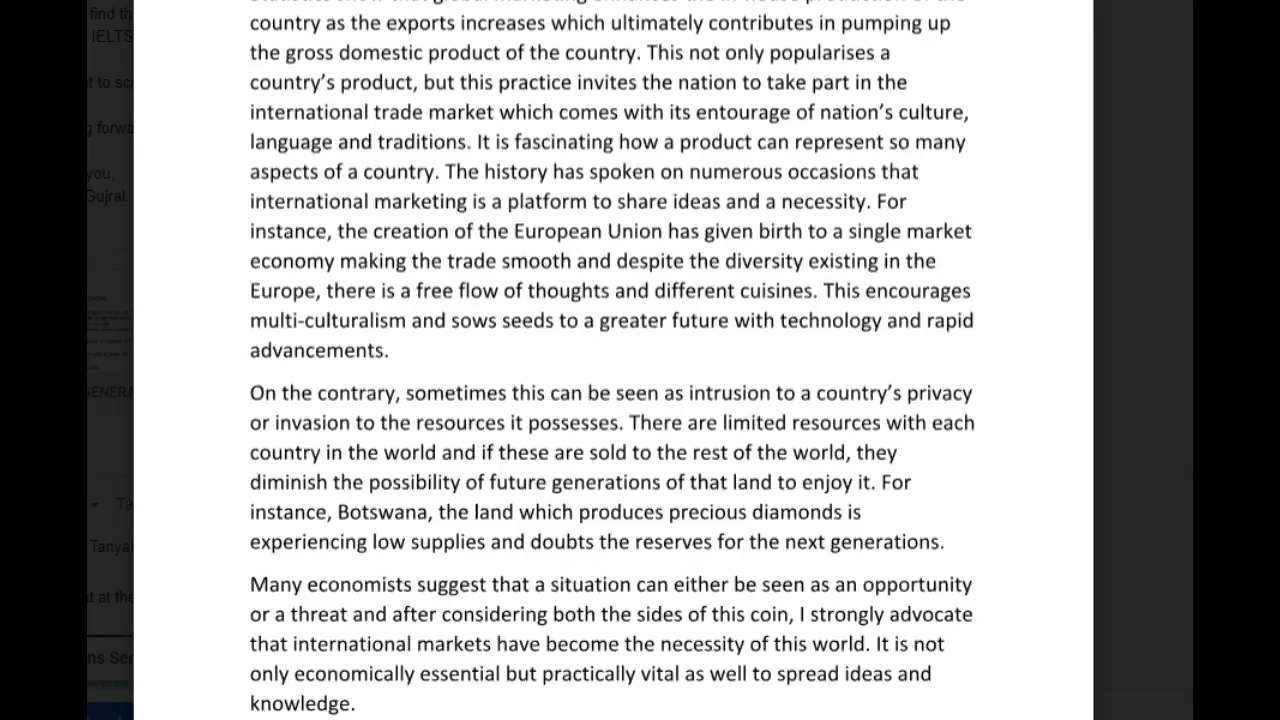 find th
IELTS
country as the exports increases which ultimately contributes in pumping up
the gross domestic product of the country. This not only popularises a
country's product, but this practice invites the nation to take part in the
international trade market which comes with its entourage of nation's culture,
language and traditions. It is fascinating how a product can represent so many
aspects of a country. The history has spoken on numerous occasions that
international marketing is a platform to share ideas and a necessity. For
instance, the creation of the European Union has given birth to a single market
economy making the trade smooth and despite the diversity existing in the
Europe, there is a free flow of thoughts and different cuisines. This encourages
multi-culturalism and sows seeds to a greater future with technology and rapid
advancements.
On the contrary, sometimes this can be seen as intrusion to a country's privacy
or invasion to the resources it possesses. There are limited resources with each
country in the world and if these are sold to the rest of the world, they
diminish the possibility of future generations of that land to enjoy it. For
instance, Botswana, the land which produces precious diamonds is
experiencing low supplies and doubts the reserves for the next generations.
Many economists suggest that a situation can either be seen as an opportunity
or a threat and after considering both the sides of this coin, I strongly advocate
that international markets have become the necessity of this world. It is not
only economically essential but practically vital as well to spread ideas and
knowledge.
you.
Gujral
Tanya
at the